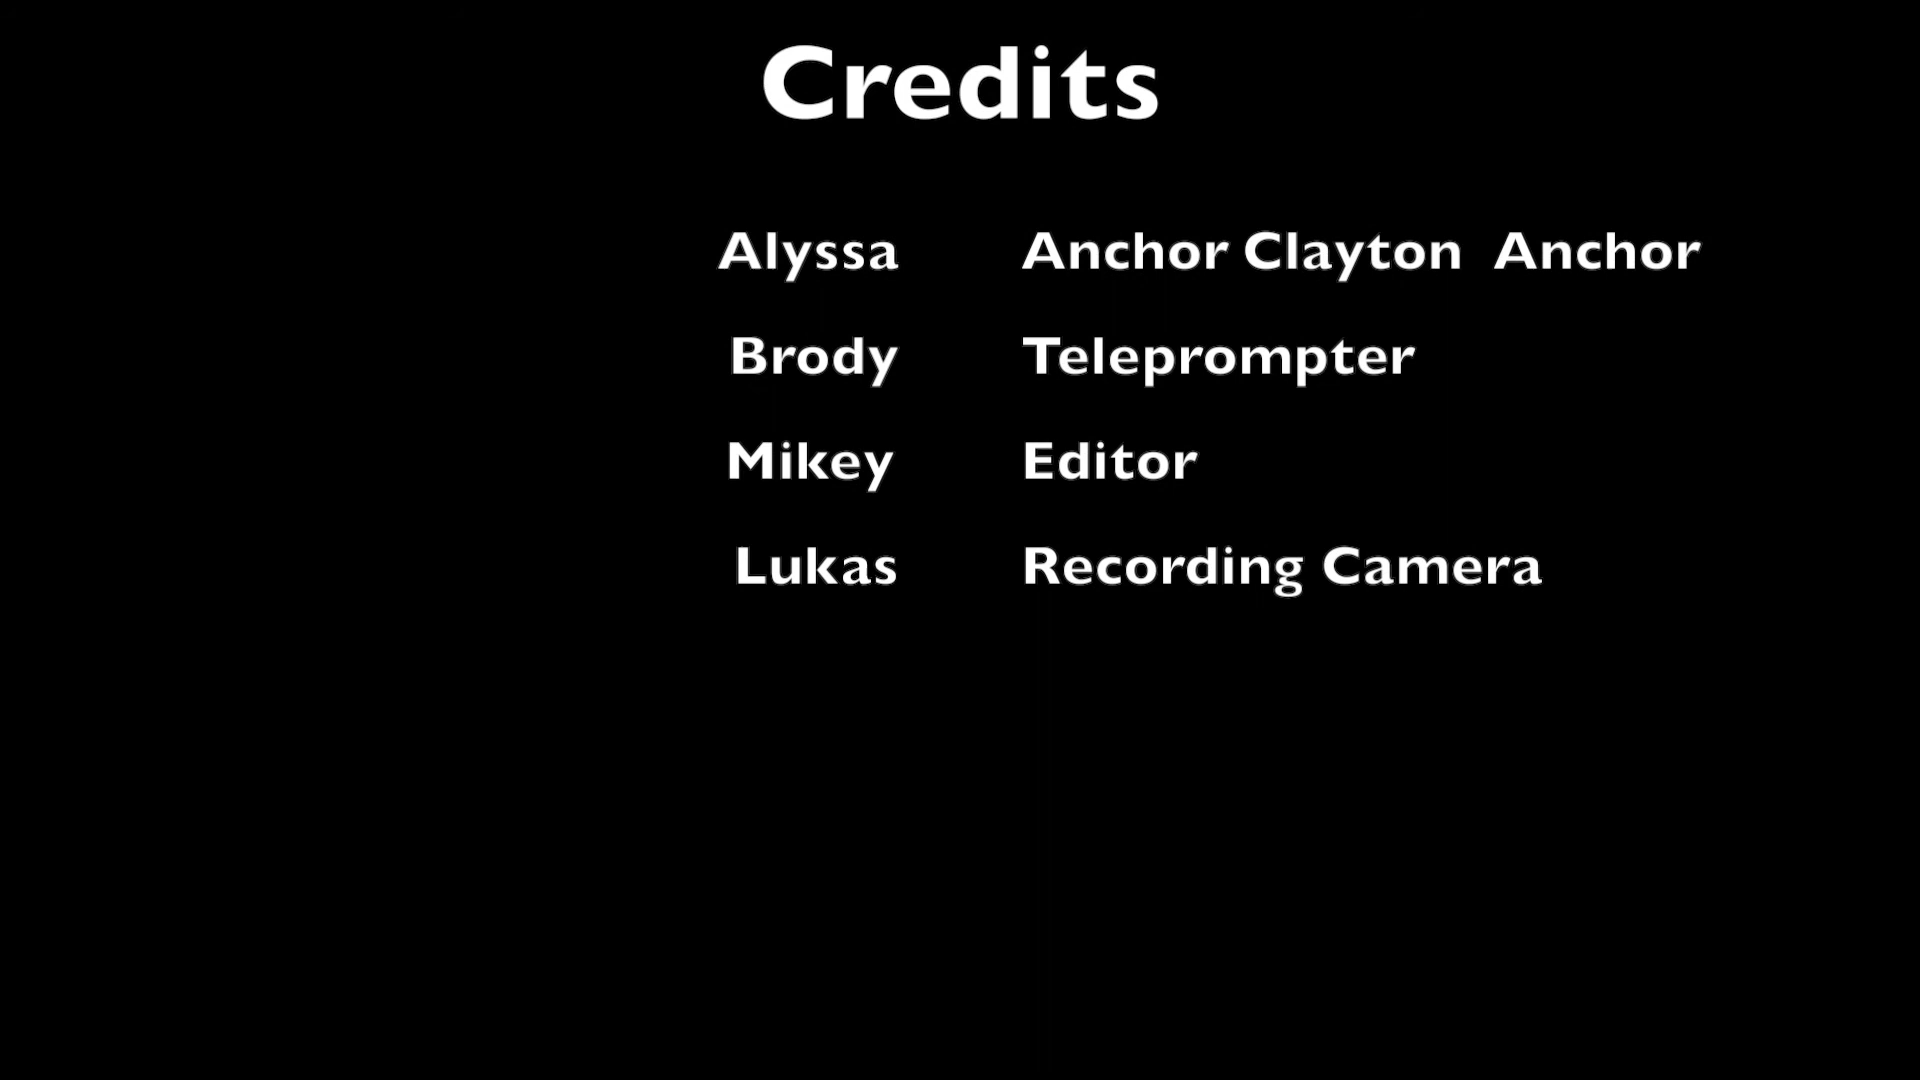 Credits
Alyssa Anchor Clayton Anchor
Brody Teleprompter
Mikey Editor
Lukas Recording Camera